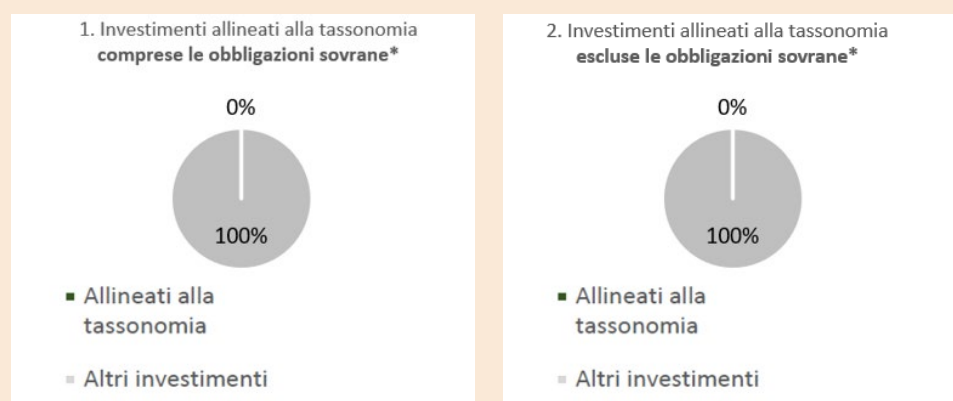 1. Investimenti allineati alla tassonomia
comprese le obbligazioni sovrane*
0%
100%
Allineati alla
tassonomia
Altri investimenti
2. Investimenti allineati alla tassonomia
escluse le obbligazioni sovrane*
0%
100%
Allineati alla
tassonomia
Altri investimenti